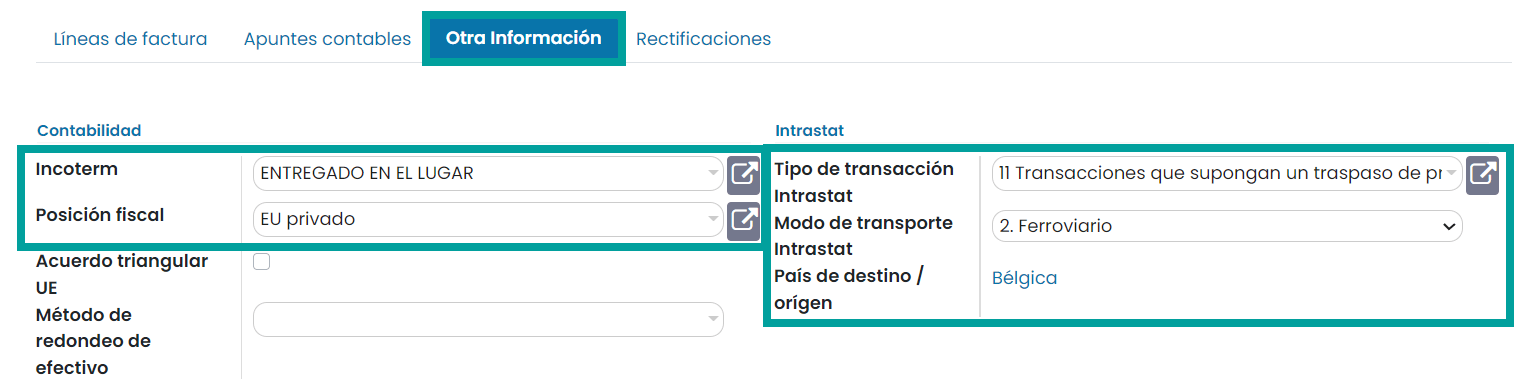 Líneas de factura Apuntes contables Otra Información Rectificaciones
Contabilidad
Incoterm ENTREGADO EN EL LUGAR
Posición fiscal EU privado
Acuerdo triangular
UE
Método de
redondeo de
efectivo
Intrastat
Tipo de transacción 11 Transacciones que supongan un traspaso de pr
Intrastat
Modo de transporte 2. Ferroviario
Intrastat
País de destino / Bélgica
orígen